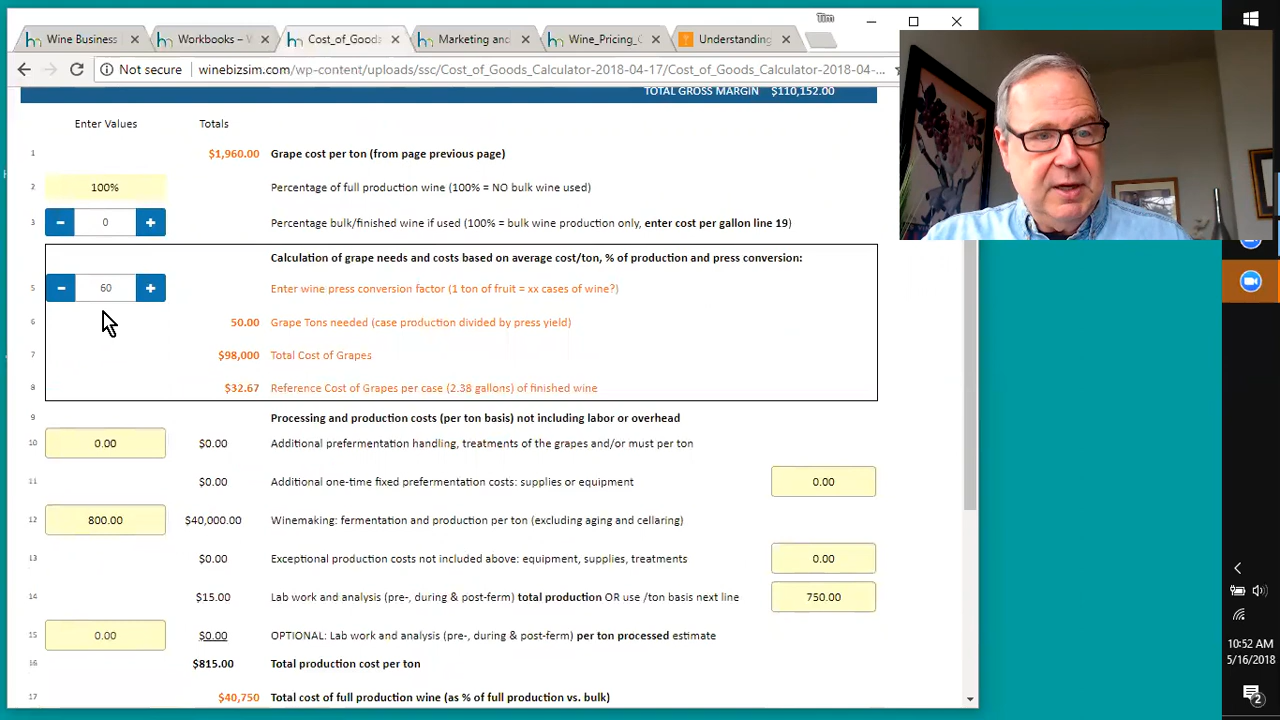 Tim
Wine Business
Workbooks – W
Cost_of_Goods
Marketing and
Wine_Pricing_C
Understanding
Not secure winebizsim.com/wp-content/uploads/ssc/Cost_of_Goods_Calculator-2018-04-17/Cost_of_Goods_Calculator-2018-04-...
TOTAL GROSS MARGIN $110,152.00
Enter Values Totals
1 $1,960.00 Grape cost per ton (from page previous page)
2 100% Percentage of full production wine (100% = NO bulk wine used)
3 − 0 + Percentage bulk/finished wine if used (100% = bulk wine production only, enter cost per gallon line 19)
Calculation of grape needs and costs based on average cost/ton, % of production and press conversion:
5 − 60 + Enter wine press conversion factor (1 ton of fruit = xx cases of wine?)
6 50.00 Grape Tons needed (case production divided by press yield)
7 $98,000 Total Cost of Grapes
8 $32.67 Reference Cost of Grapes per case (2.38 gallons) of finished wine
9 Processing and production costs (per ton basis) not including labor or overhead
10 0.00 $0.00 Additional prefermentation handling, treatments of the grapes and/or must per ton
11 $0.00 Additional one-time fixed prefermentation costs: supplies or equipment 0.00
12 800.00 $40,000.00 Winemaking: fermentation and production per ton (excluding aging and cellaring)
13 $0.00 Exceptional production costs not included above: equipment, supplies, treatments 0.00
14 $15.00 Lab work and analysis (pre-, during & post-ferm) total production OR use /ton basis next line 750.00
15 0.00 $0.00 OPTIONAL: Lab work and analysis (pre-, during & post-ferm) per ton processed estimate
16 $815.00 Total production cost per ton
17 $40,750 Total cost of full production wine (as % of full production vs. bulk)
10:52 AM
5/16/2018
2